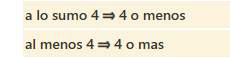 a lo sumo 4 ⇒ 4 o menos
al menos 4 ⇒ 4 o mas